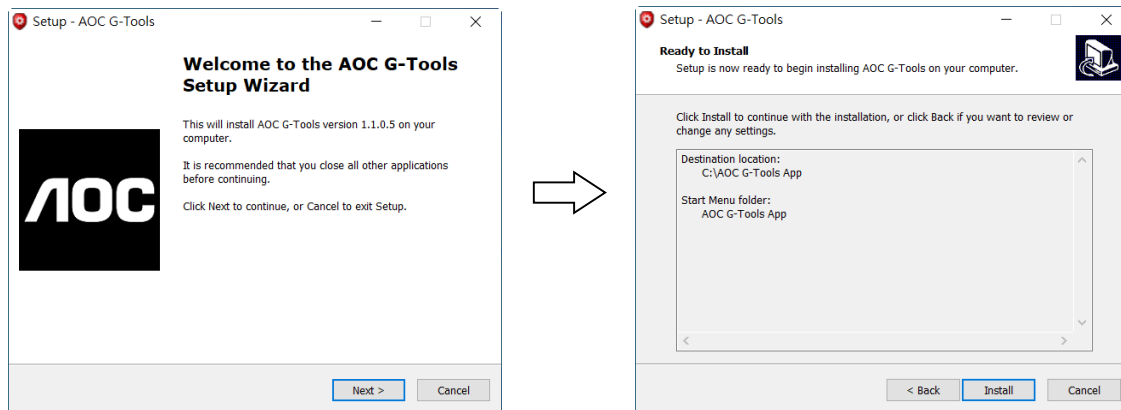 Setup - AOC G-Tools
Welcome to the AOC G-Tools
Setup Wizard
This will install AOC G-Tools version 1.1.0.5 on your
computer.
It is recommended that you close all other applications
before continuing.
Click Next to continue, or Cancel to exit Setup.
AOC
Next >
Cancel
Setup - AOC G-Tools
Ready to Install
Setup is now ready to begin installing AOC G-Tools on your computer.
Click Install to continue with the installation, or click Back if you want to review or
change any settings.
Destination location:
C:\AOC G-Tools App
Start Menu folder:
AOC G-Tools App
< Back
Install
Cancel